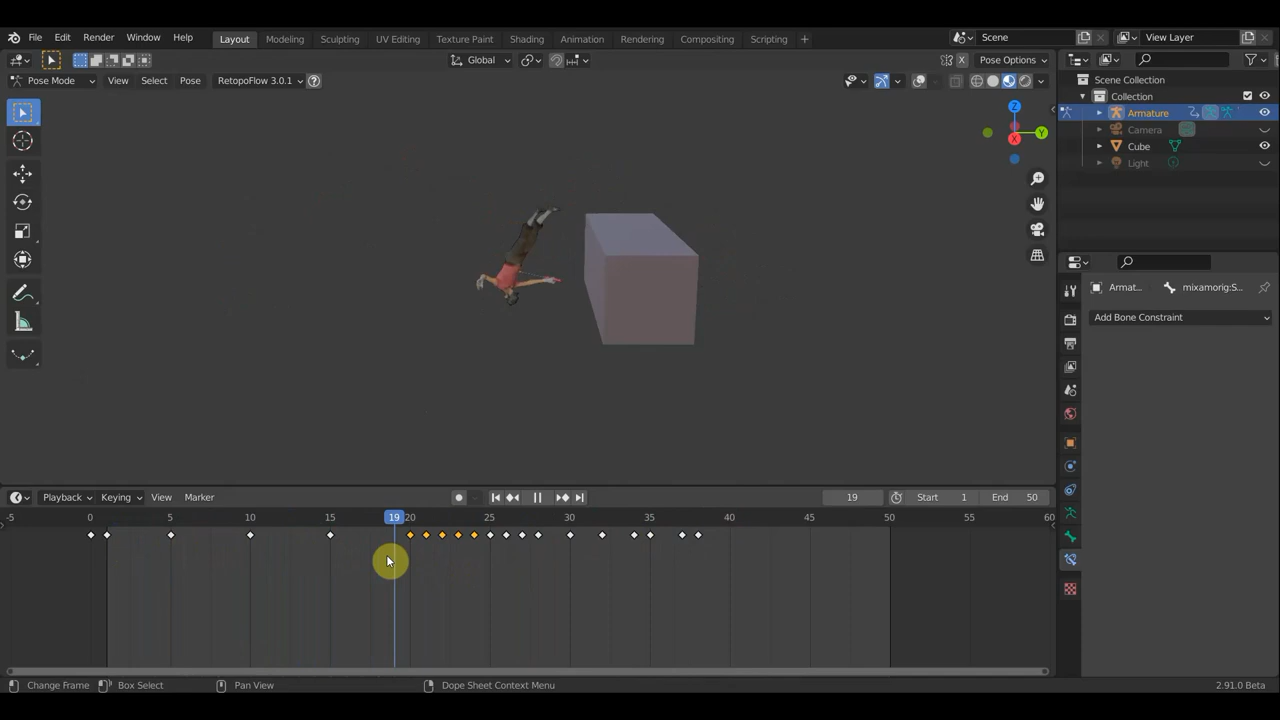 File Edit Render Window Help Layout Modeling Sculpting UV Editing Texture Paint Shading Animation Rendering Compositing Scripting + Scene View Layer
Global X Pose Options
Pose Mode View Select Pose RetopoFlow 3.0.1 ?
Scene Collection
Collection
Armature
Camera
Cube
Light
Z
Y
X
Armat... mixamorig:S...
Add Bone Constraint
Playback Keying View Marker 19 Start 1 End 50
-5 0 5 10 15 19 20 25 30 35 40 45 50 55 60
Change Frame Box Select Pan View Dope Sheet Context Menu 2.91.0 Beta